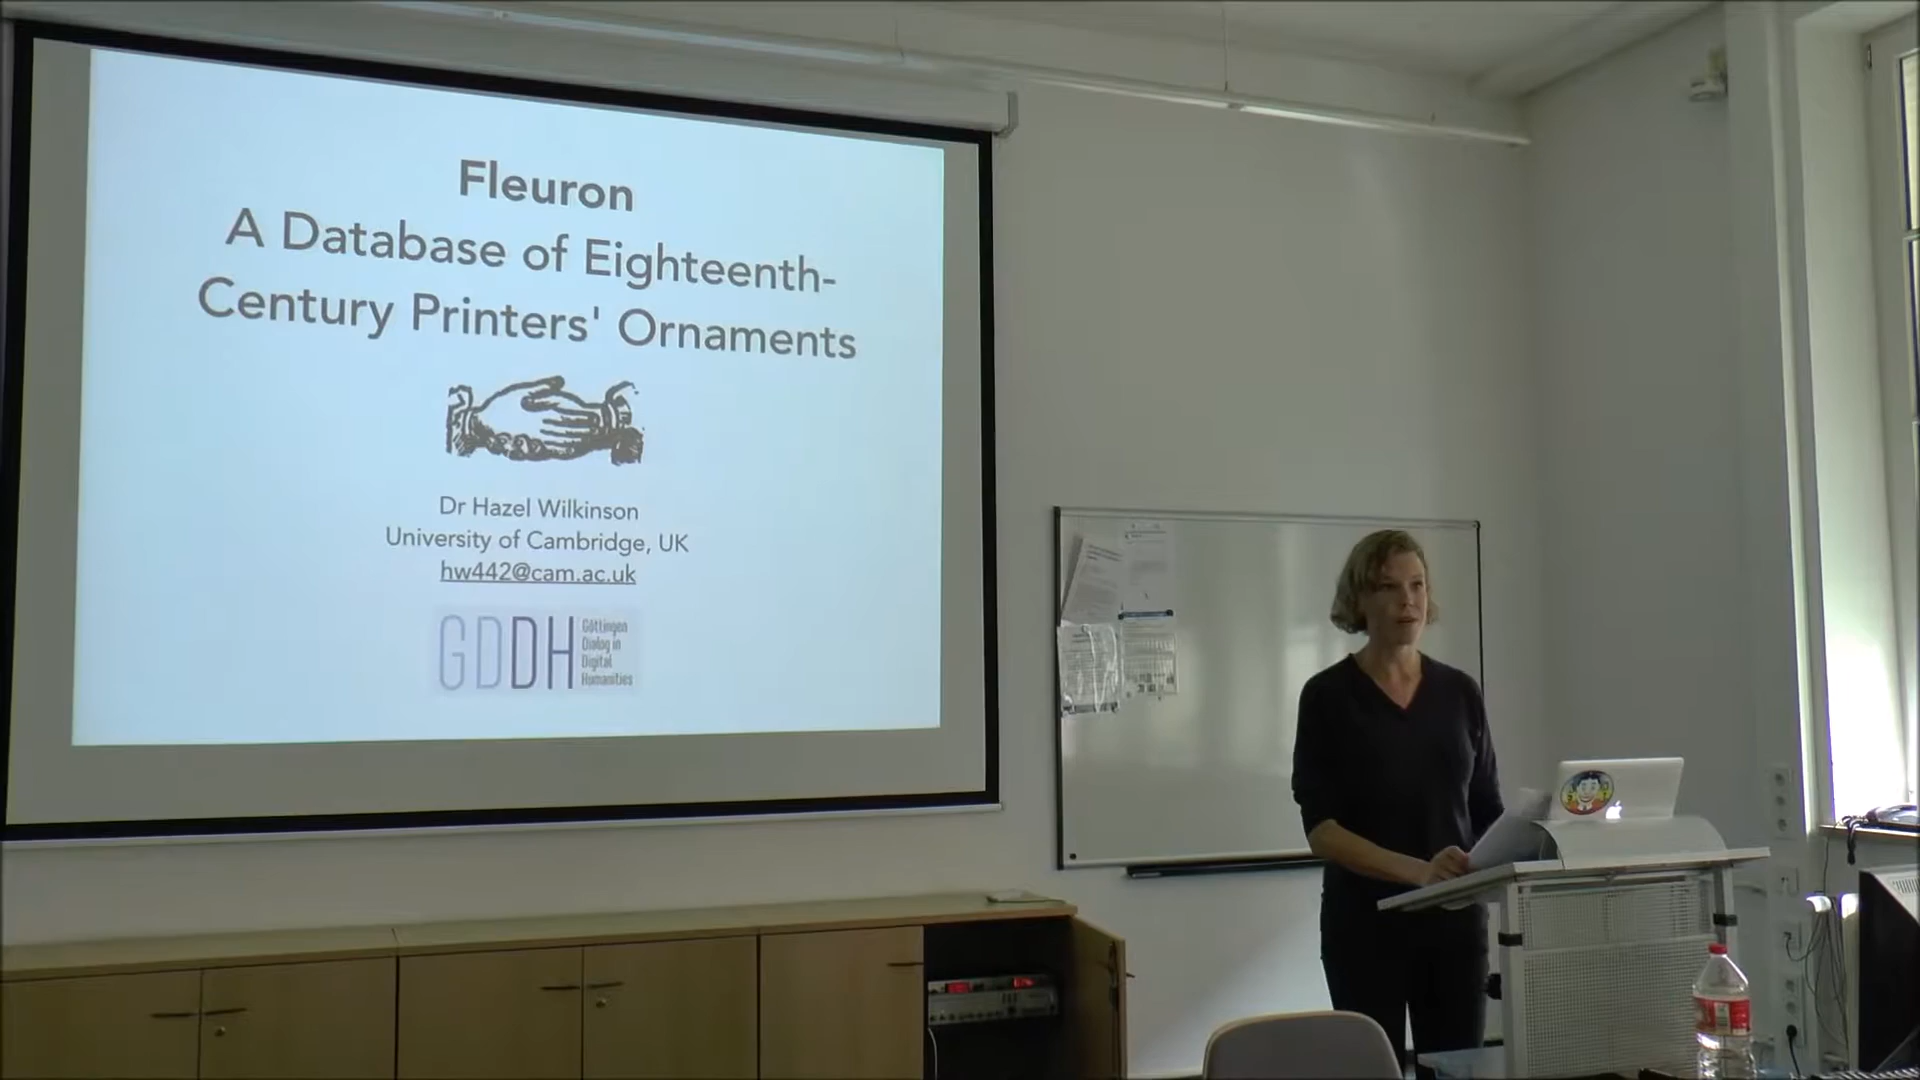 Fleuron
A Database of Eighteenth-
Century Printers' Ornaments
Dr Hazel Wilkinson
University of Cambridge, UK
hw442@cam.ac.uk
GDDH
Göttingen
Dialog in
Digital
Humanities